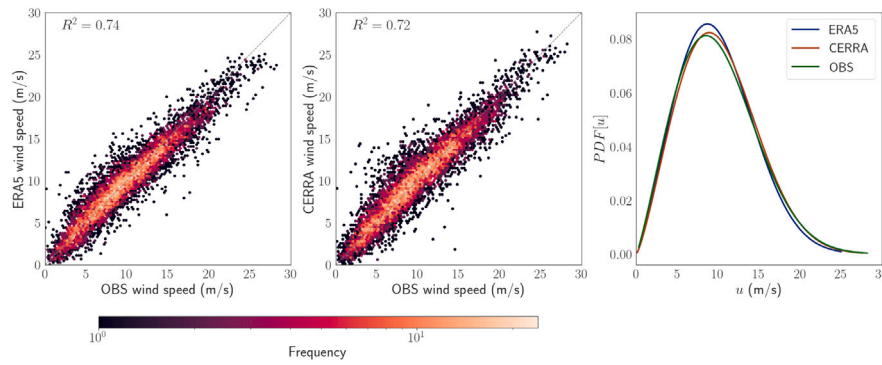 R² = 0.74
30
25
20
15
10
5
0
ERA5 wind speed (m/s)
0 5 10 15 20 25 30
OBS wind speed (m/s)
R² = 0.72
30
25
20
15
10
5
0
CERRA wind speed (m/s)
0 5 10 15 20 25 30
OBS wind speed (m/s)
ERA5
CERRA
OBS
0.08
0.06
0.04
0.02
0.00
PDF[u]
0 5 10 15 20 25 30
u (m/s)
10⁰ 10¹
Frequency